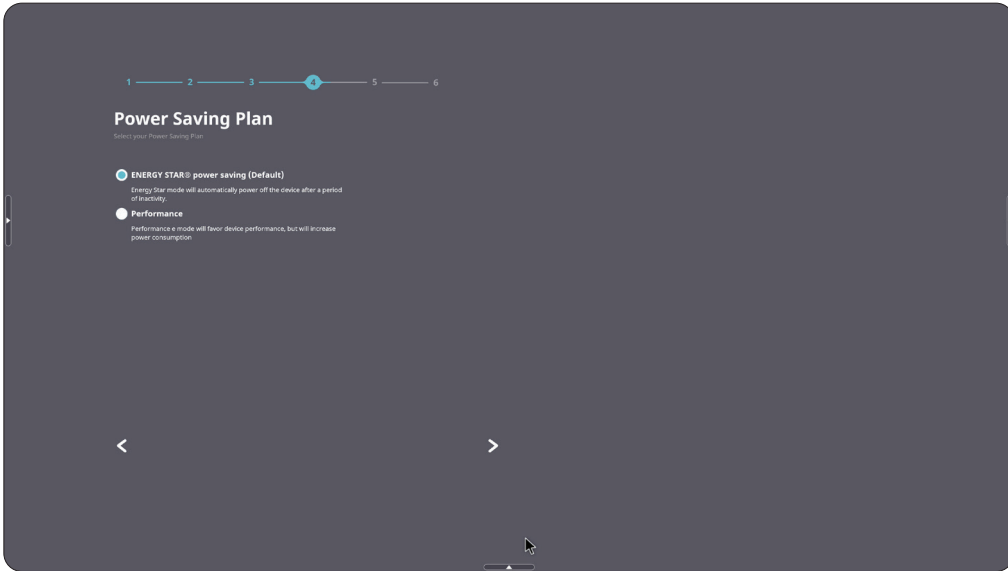 1 2 3 4 5 6
Power Saving Plan
Select your Power Saving Plan
ENERGY STAR® power saving (Default)
Energy Star mode will automatically power off the device after a period
of inactivity.
Performance
Performance e mode will favor device performance, but will increase
power consumption